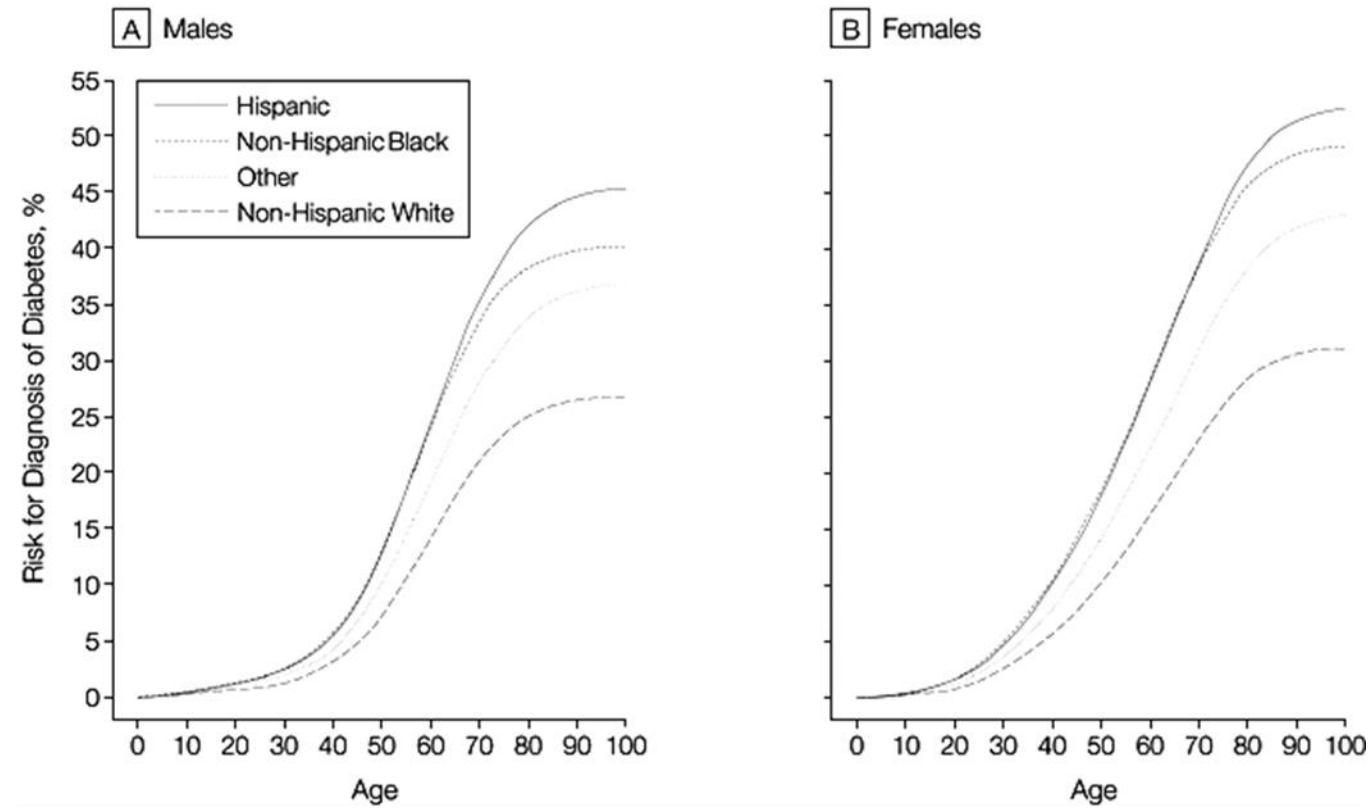 A Males
B Females
Hispanic
Non-Hispanic Black
Other
Non-Hispanic White
Risk for Diagnosis of Diabetes, %
55
50
45
40
35
30
25
20
15
10
5
0
0 10 20 30 40 50 60 70 80 90 100
0 10 20 30 40 50 60 70 80 90 100
Age
Age